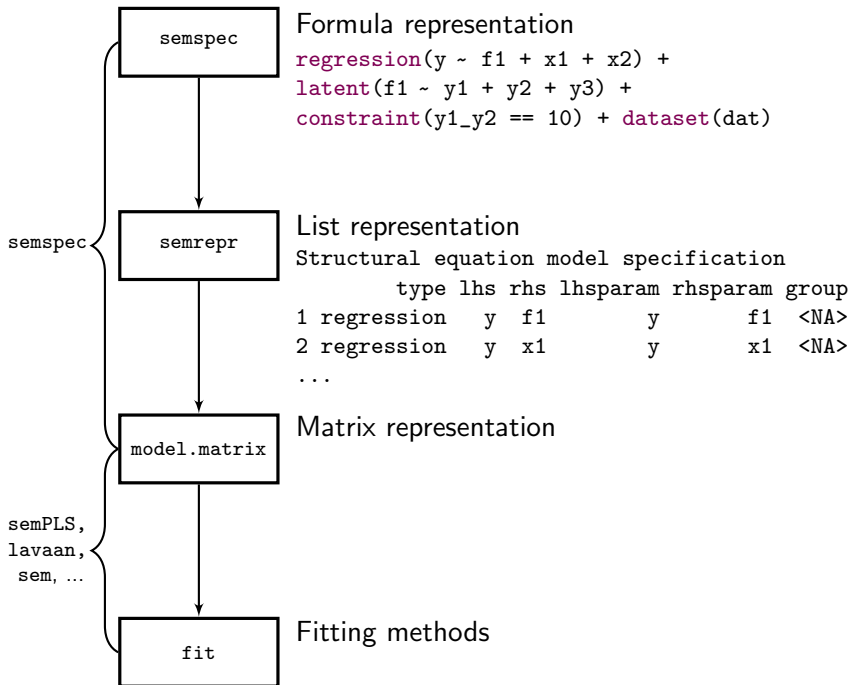 semspec
Formula representation
regression(y ~ f1 + x1 + x2) +
latent(f1 ~ y1 + y2 + y3) +
constraint(y1_y2 == 10) + dataset(dat)
semspec
semrepr
List representation
Structural equation model specification
type lhs rhs lhsparam rhsparam group
1 regression y f1 y f1 <NA>
2 regression y x1 y x1 <NA>
...
model.matrix
Matrix representation
semPLS,
lavaan,
sem, ...
fit
Fitting methods